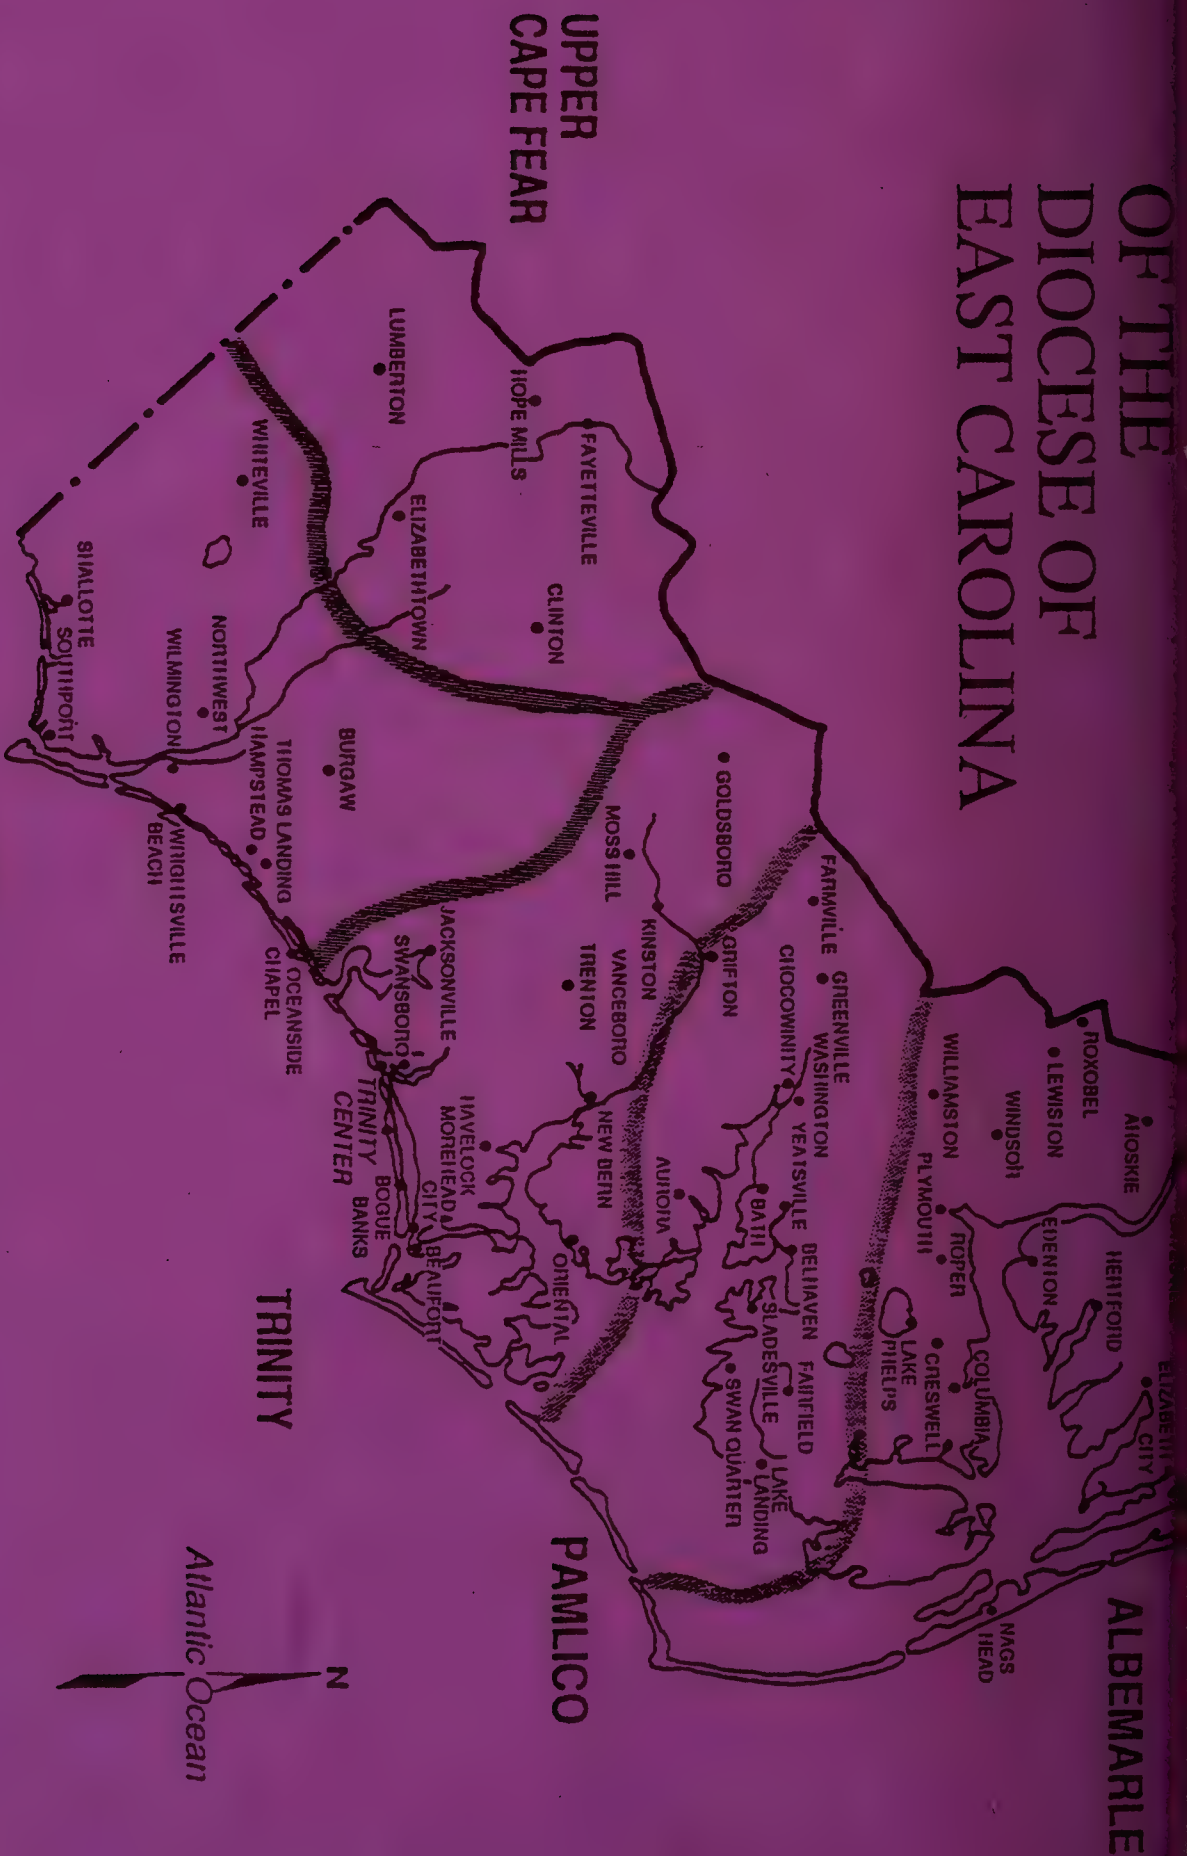 OF THE
DIOCESE OF
EAST CAROLINA
ALBEMARLE
ELIZABETH
CITY
HERTFORD
AHOSKIE
ROXOBEL
LEWISTON
WINDSOR
EDENTON
WILLIAMSTON
PLYMOUTH
ROPER
COLUMBIA
CRESWELL
LAKE
PHELPS
NAGS
HEAD
FARMVILLE
GREENVILLE
WASHINGTON
CHOCOWINITY
YEATSVILLE
BATH
BELHAVEN
SLADESVILLE
FAIRFIELD
SWAN QUARTER
LAKE
LANDING
GRIFTON
AURORA
PAMLICO
UPPER
CAPE FEAR
LUMBERTON
HOPE MILLS
FAYETTEVILLE
ELIZABETHTOWN
CLINTON
GOLDSBORO
MOSS HILL
KINSTON
VANCEBORO
TRENTON
NEW BERN
ORIENTAL
JACKSONVILLE
SWANSBORO
HAVELOCK
MOREHEAD
CITY
BEAUFORT
TRINITY
CENTER
BOGUE
BANKS
TRINITY
WHITEVILLE
BURGAW
THOMAS LANDING
HAMPSTEAD
OCEANSIDE
CHAPEL
NORTHWEST
WILMINGTON
WRIGHTSVILLE
BEACH
SHALLOTTE
SOUTHPORT
N
Atlantic Ocean